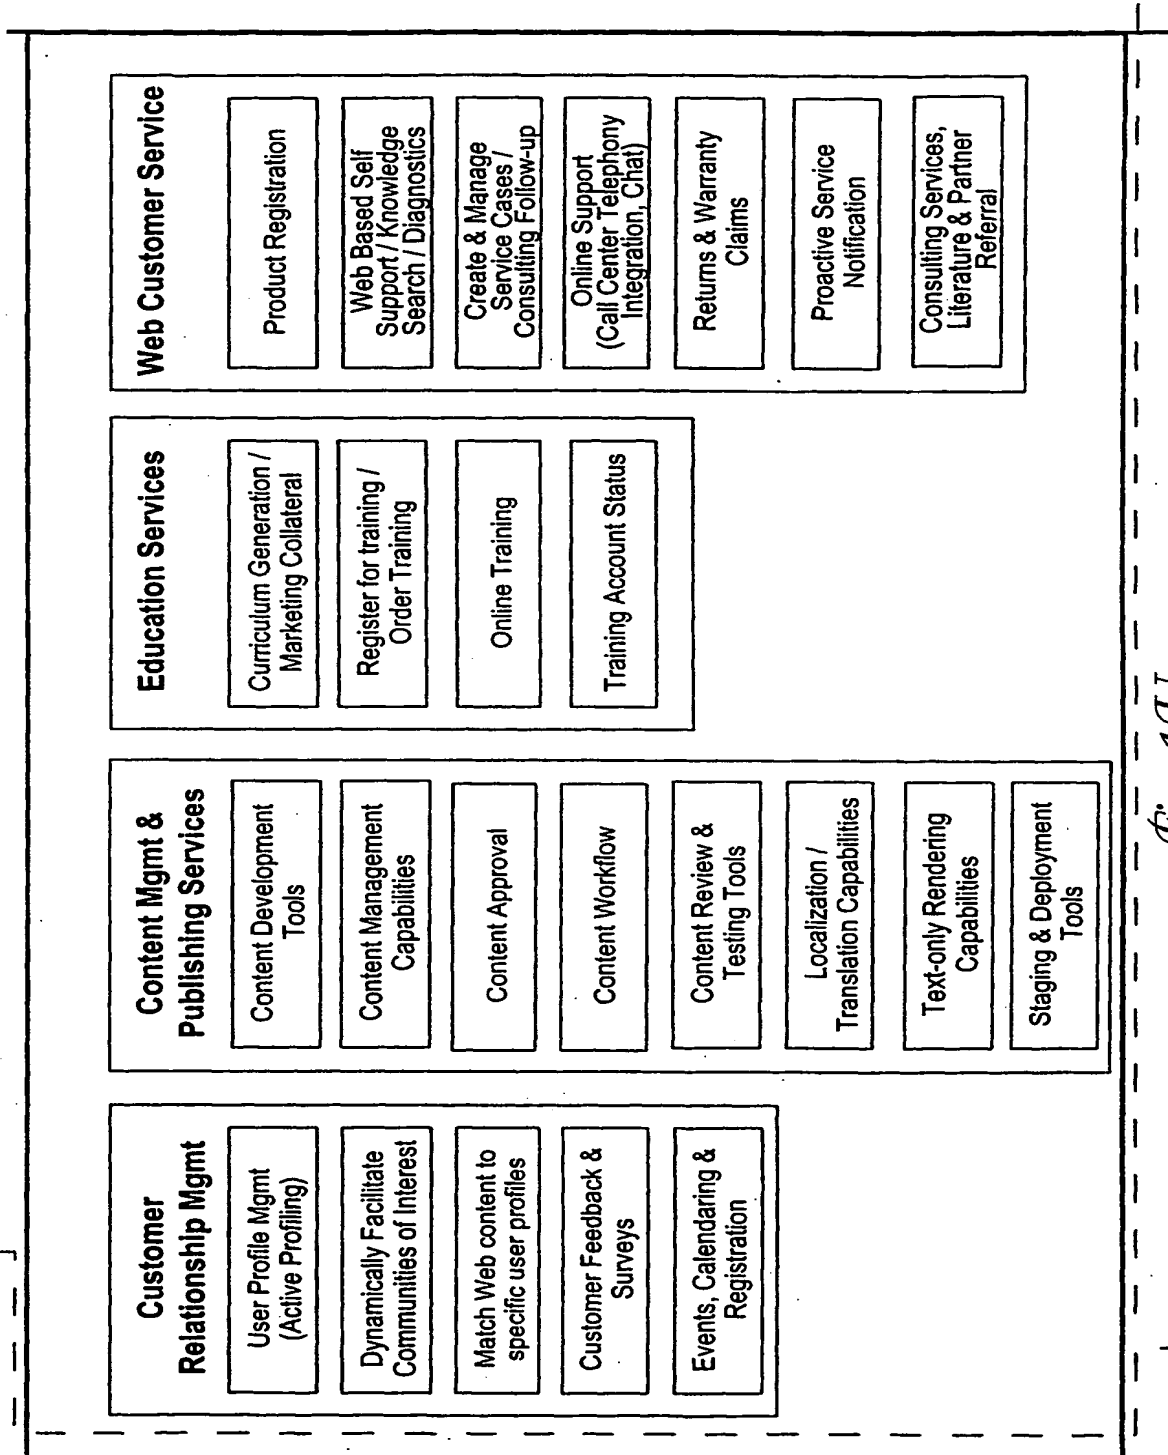 Customer
Relationship Mgmt
User Profile Mgmt
(Active Profiling)
Dynamically Facilitate
Communities of Interest
Match Web content to
specific user profiles
Customer Feedback &
Surveys
Events, Calendaring &
Registration
Content Mgmt &
Publishing Services
Content Development
Tools
Content Management
Capabilities
Content Approval
Content Workflow
Content Review &
Testing Tools
Localization /
Translation Capabilities
Text-only Rendering
Capabilities
Staging & Deployment
Tools
Education Services
Curriculum Generation /
Marketing Collateral
Register for training /
Order Training
Online Training
Training Account Status
Web Customer Service
Product Registration
Web Based Self
Support / Knowledge
Search / Diagnostics
Create & Manage
Service Cases /
Consulting Follow-up
Online Support
(Call Center Telephony
Integration, Chat)
Returns & Warranty
Claims
Proactive Service
Notification
Consulting Services,
Literature & Partner
Referral